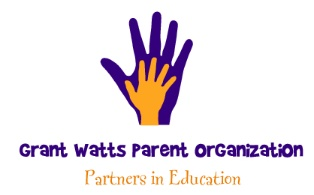 Grant Watts Parent Organization
Partners in Education